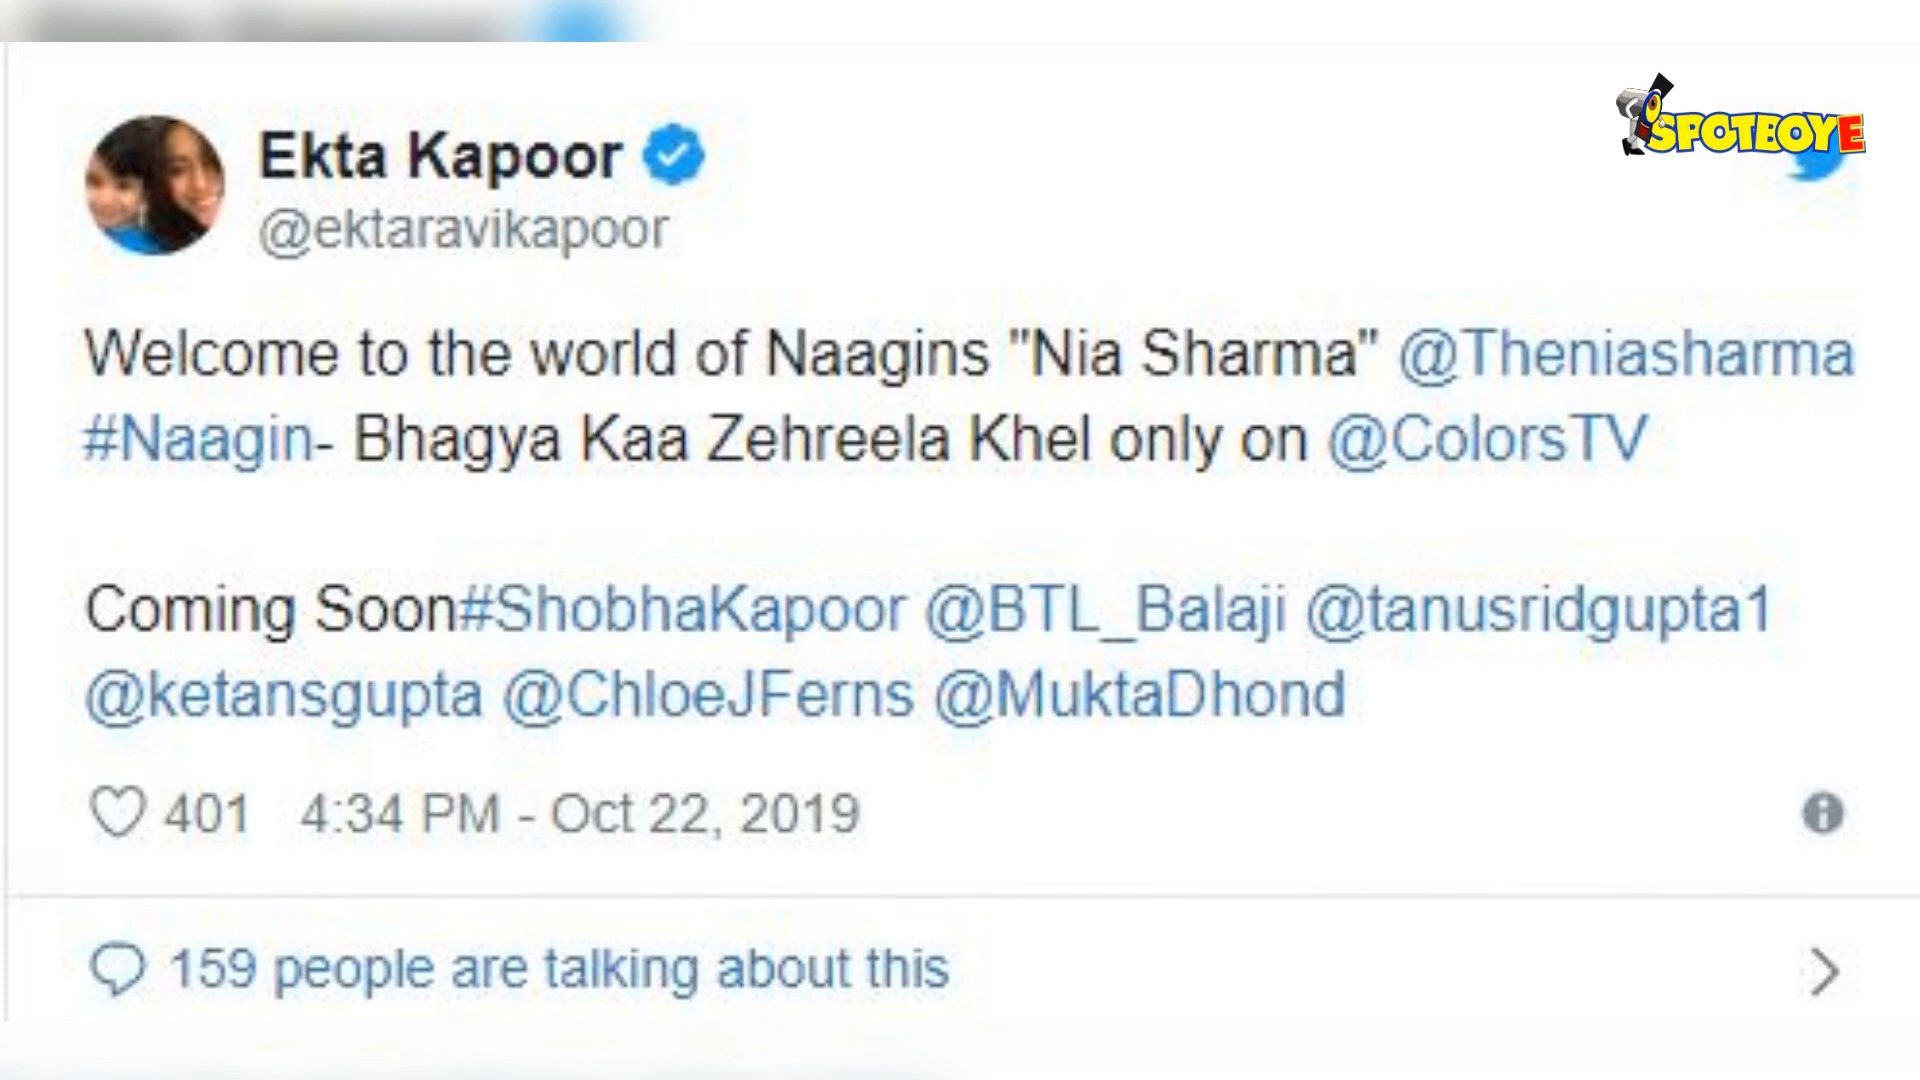 SPOTBOYE
Ekta Kapoor
@ektaravikapoor
Welcome to the world of Naagins "Nia Sharma" @Theniasharma
#Naagin- Bhagya Kaa Zehreela Khel only on @ColorsTV
Coming Soon#ShobhaKapoor @BTL_Balaji @tanusridgupta1
@ketansgupta @ChloeJFerns @MuktaDhond
401 4:34 PM - Oct 22, 2019
159 people are talking about this